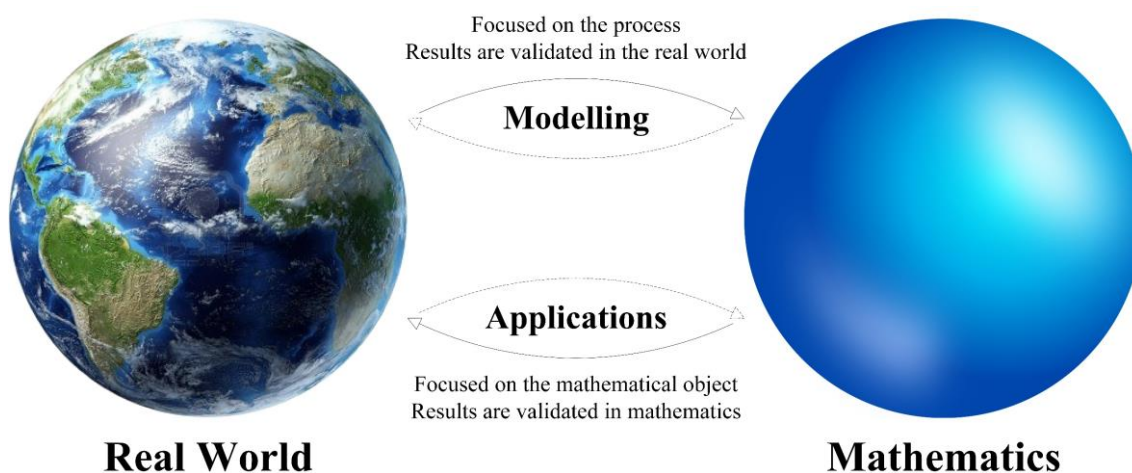 Focused on the process
Results are validated in the real world
Modelling
Applications
Focused on the mathematical object
Results are validated in mathematics
Real World
Mathematics